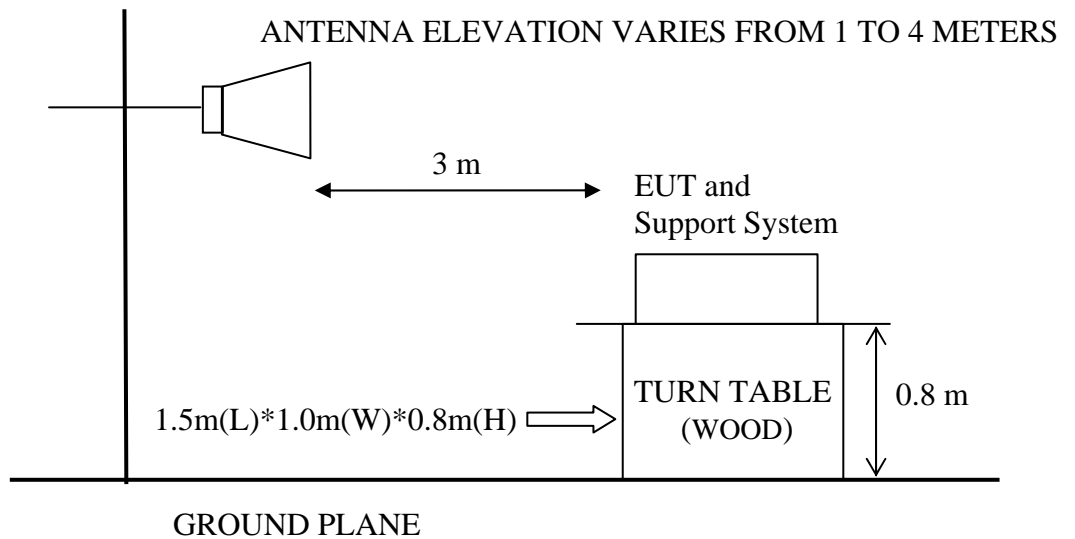 ANTENNA ELEVATION VARIES FROM 1 TO 4 METERS
3 m
EUT and
Support System
TURN TABLE
(WOOD)
0.8 m
1.5m(L)*1.0m(W)*0.8m(H)
GROUND PLANE